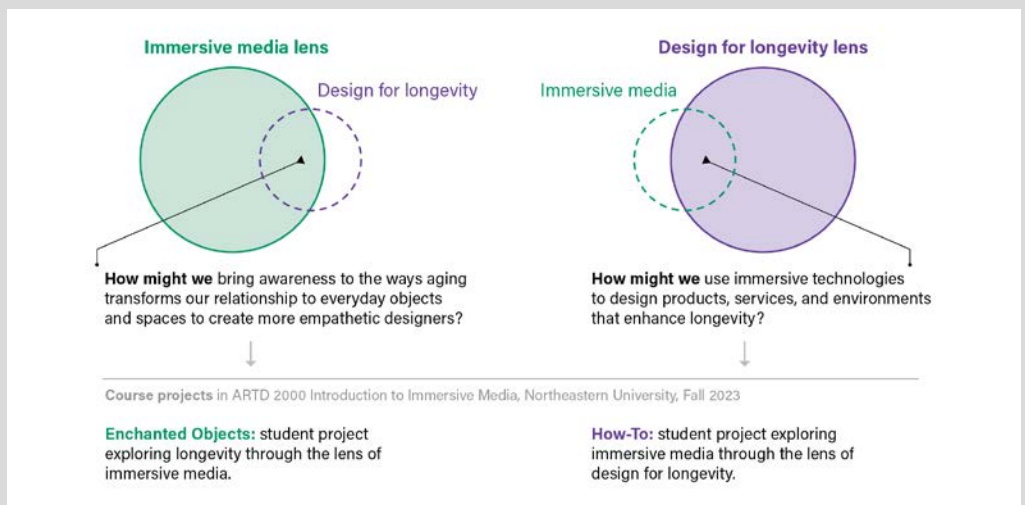 Immersive media lens
Design for longevity
How might we bring awareness to the ways aging
transforms our relationship to everyday objects
and spaces to create more empathetic designers?
Design for longevity lens
Immersive media
How might we use immersive technologies
to design products, services, and environments
that enhance longevity?
Course projects in ARTD 2000 Introduction to Immersive Media, Northeastern University, Fall 2023
Enchanted Objects: student project
exploring longevity through the lens of
immersive media.
How-To: student project exploring
immersive media through the lens of
design for longevity.